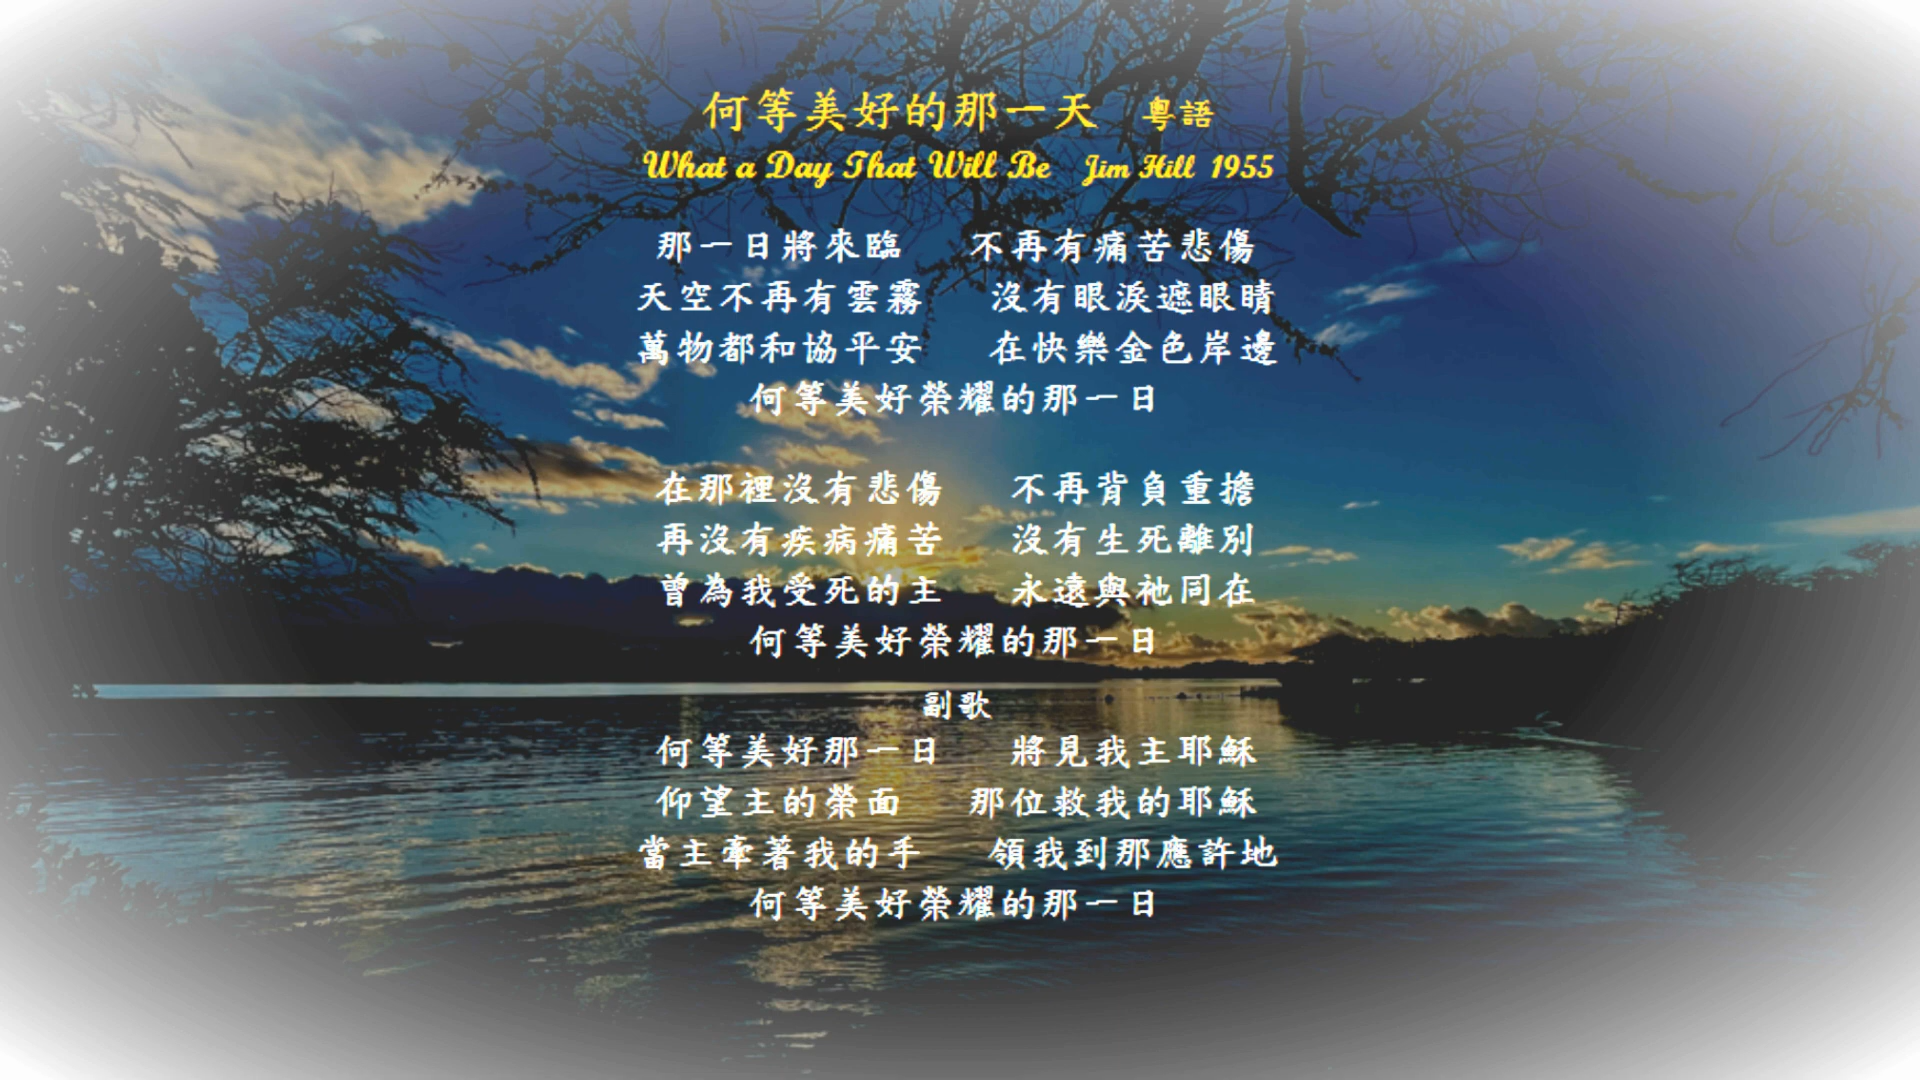 何等美好的那一天 粵語
What a Day That Will Be Jim Hill 1955
那一日將來臨 不再有痛苦悲傷
天空不再有雲霧 沒有眼淚遮眼睛
萬物都和協平安 在快樂金色岸邊
何等美好榮耀的那一日
在那裡沒有悲傷 不再背負重擔
再沒有疾病痛苦 沒有生死離別
曾為我受死的主 永遠與祂同在
何等美好榮耀的那一日
副歌
何等美好那一日 將見我主耶穌
仰望主的榮面 那位救我的耶穌
當主牽著我的手 領我到那應許地
何等美好榮耀的那一日